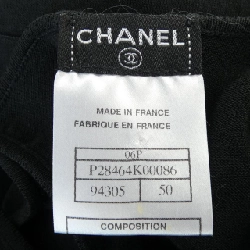 CHANEL
MADE IN FRANCE
FABRIQUE EN FRANCE
06P
P28464K00086
94305 50
COMPOSITION